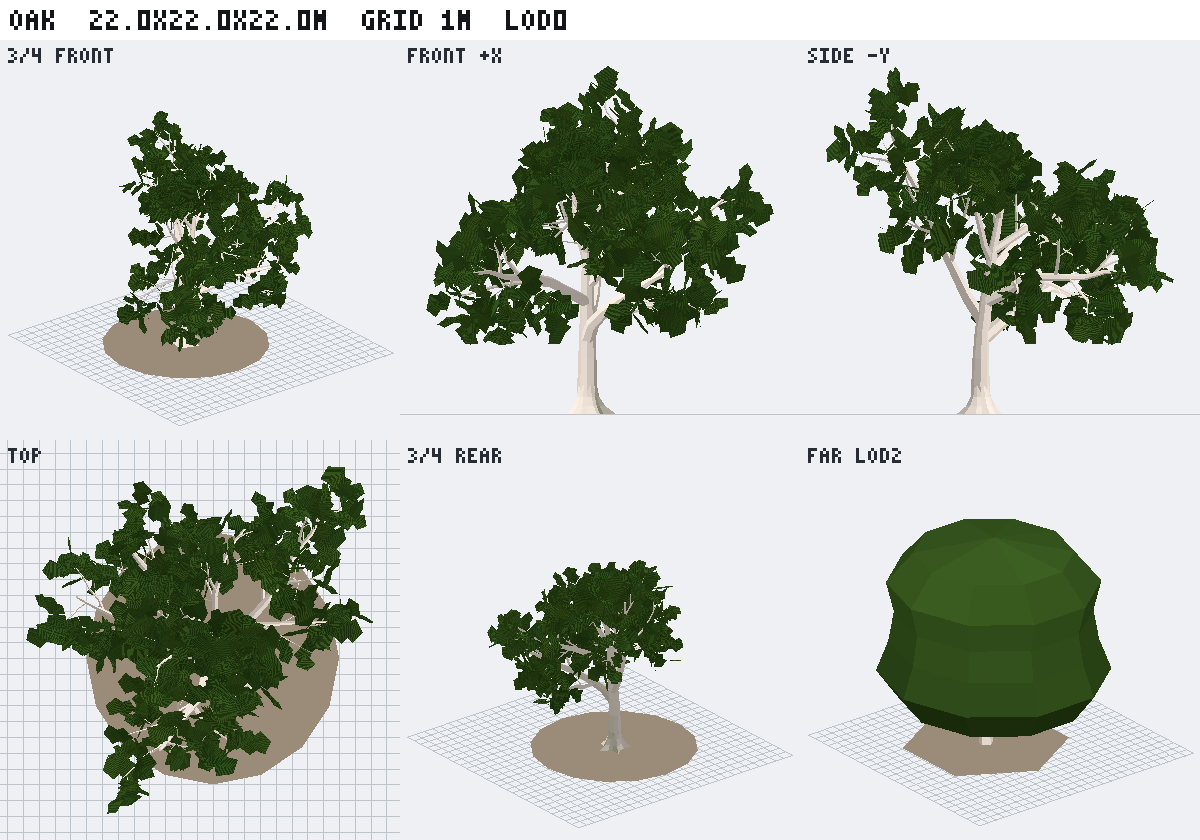 OAK 22.0X22.0X22.0M GRID 1M LOD0
3/4 FRONT
FRONT +X
SIDE -Y
TOP
3/4 REAR
FAR LOD2